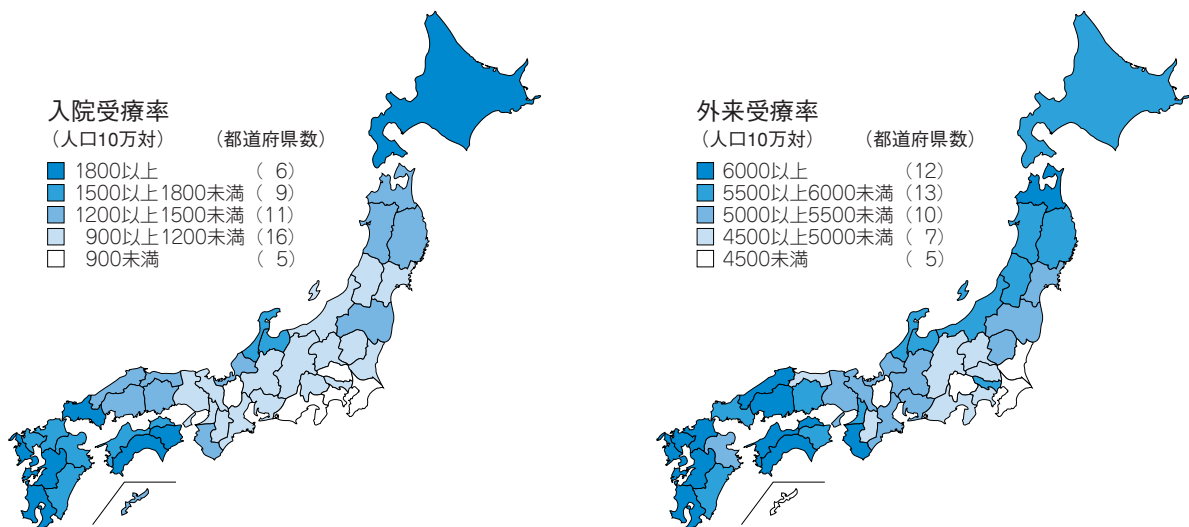 入院受療率
(人口10万対) (都道府県数)
1800以上 ( 6)
1500以上1800未満 ( 9)
1200以上1500未満 (11)
900以上1200未満 (16)
900未満 ( 5)
外来受療率
(人口10万対) (都道府県数)
6000以上 (12)
5500以上6000未満 (13)
5000以上5500未満 (10)
4500以上5000未満 ( 7)
4500未満 ( 5)